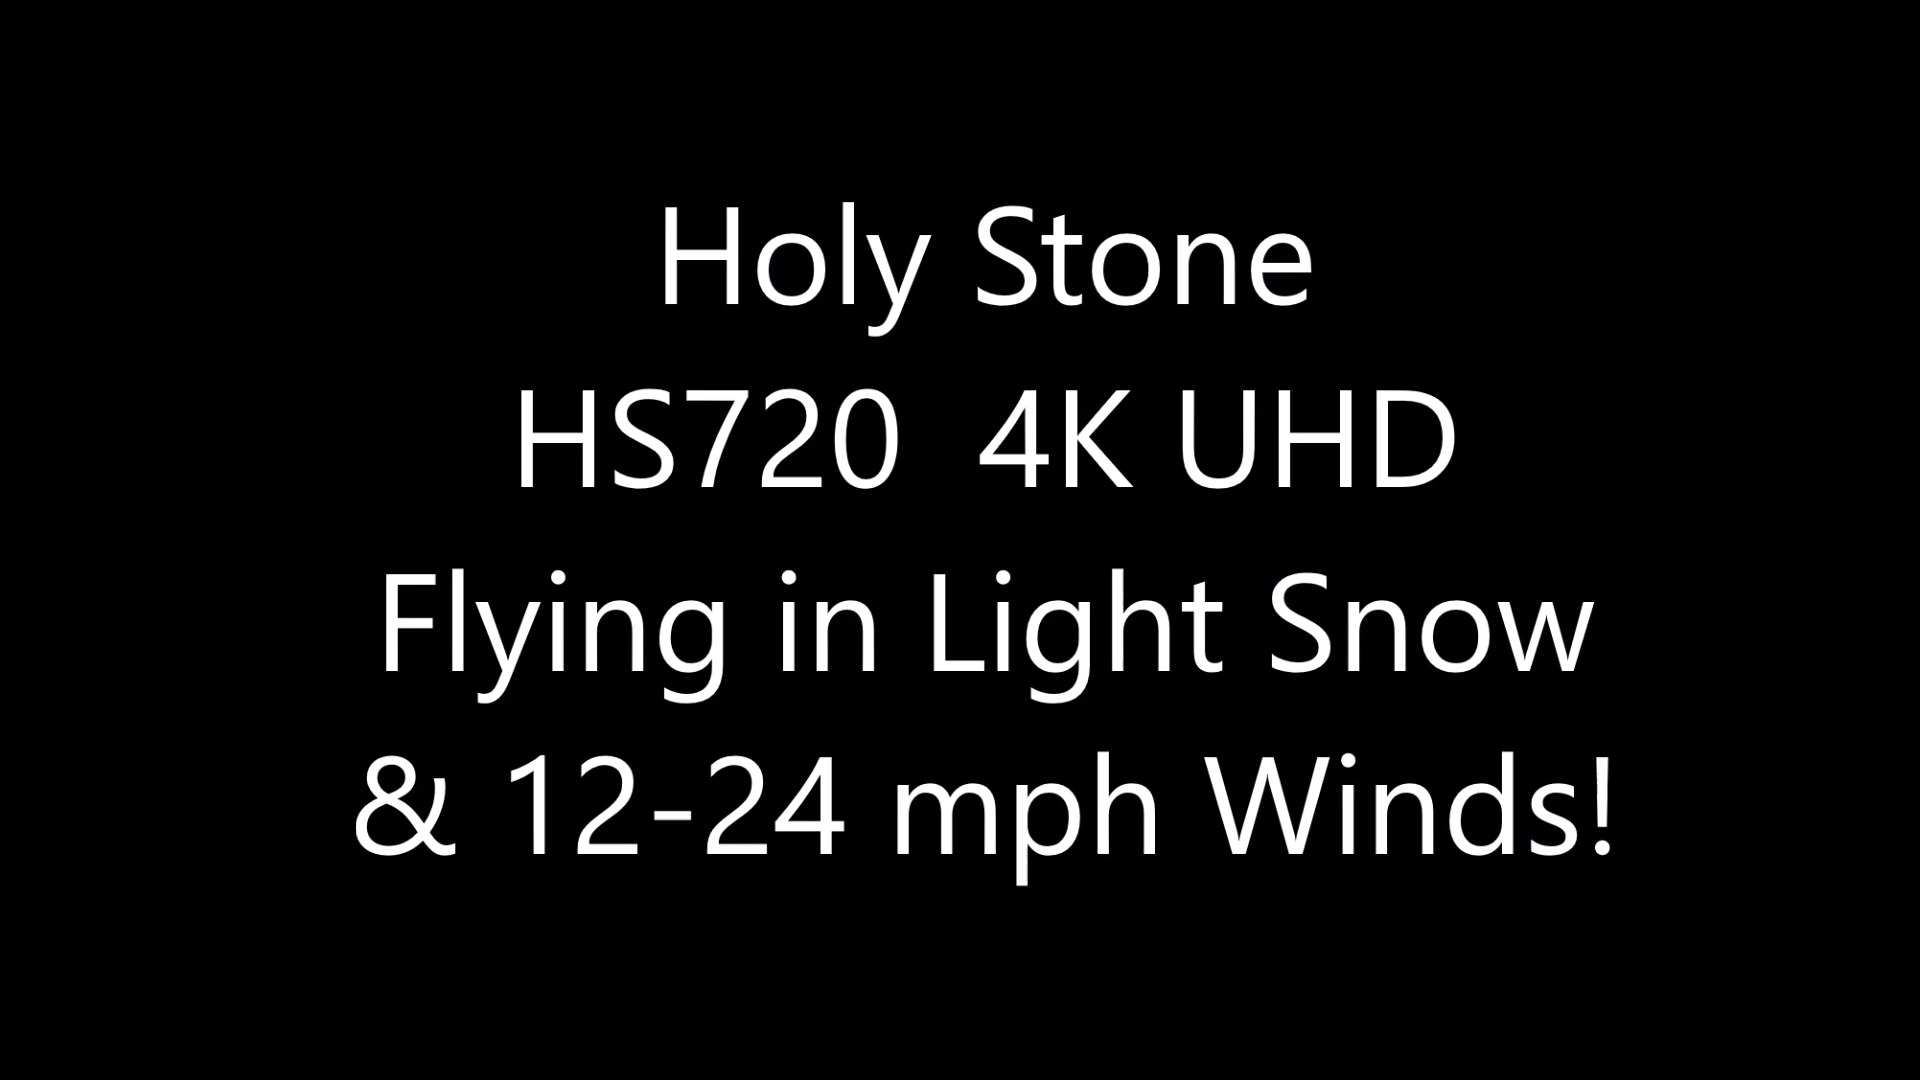 Holy Stone
HS720  4K UHD
Flying in Light Snow
& 12-24 mph Winds!